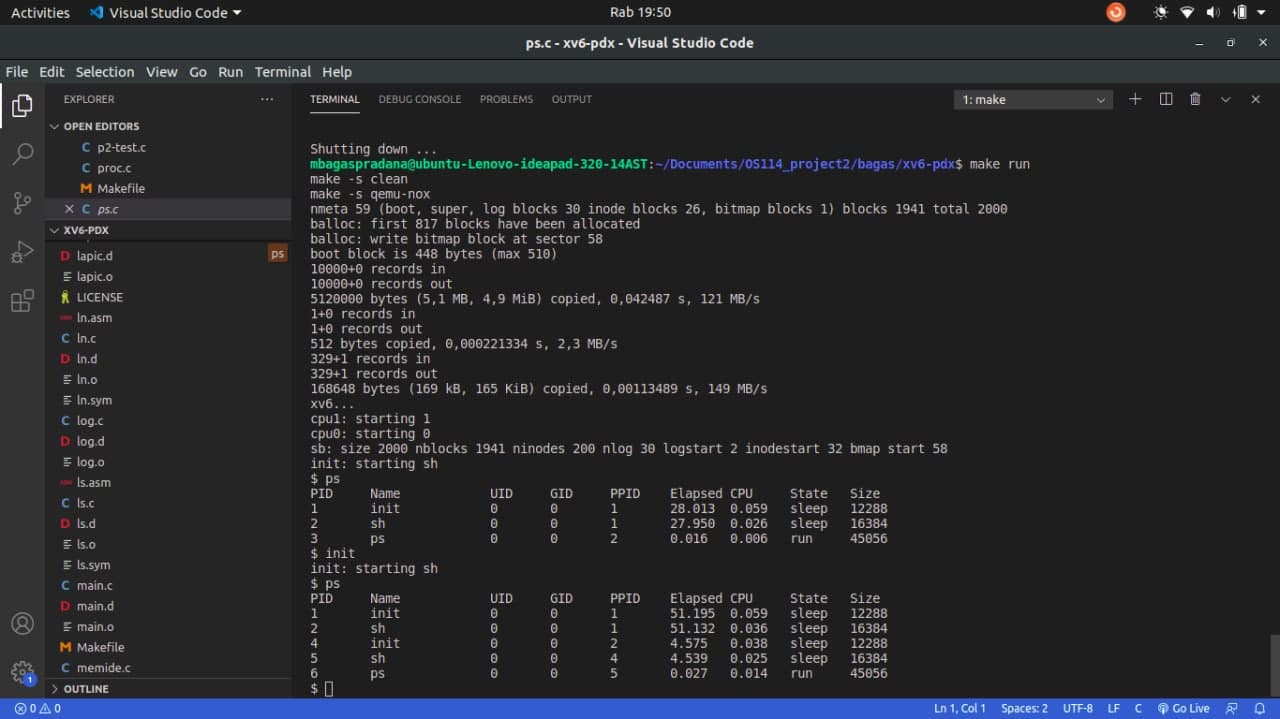 Activities Visual Studio Code Rab 19:50
ps.c - xv6-pdx - Visual Studio Code
File Edit Selection View Go Run Terminal Help
EXPLORER
OPEN EDITORS
C p2-test.c
C proc.c
M Makefile
C ps.c
XV6-PDX
ps
D lapic.d
lapic.o
LICENSE
ln.asm
C ln.c
D ln.d
ln.o
ln.sym
C log.c
D log.d
log.o
ls.asm
C ls.c
D ls.d
ls.o
ls.sym
C main.c
D main.d
main.o
M Makefile
C memide.c
OUTLINE
TERMINAL DEBUG CONSOLE PROBLEMS OUTPUT 1: make
Shutting down ...
mbagaspradana@ubuntu-Lenovo-ideapad-320-14AST:~/Documents/OS114_project2/bagas/xv6-pdx$ make run
make -s clean
make -s qemu-nox
nmeta 59 (boot, super, log blocks 30 inode blocks 26, bitmap blocks 1) blocks 1941 total 2000
balloc: first 817 blocks have been allocated
balloc: write bitmap block at sector 58
boot block is 448 bytes (max 510)
10000+0 records in
10000+0 records out
5120000 bytes (5,1 MB, 4,9 MiB) copied, 0,042487 s, 121 MB/s
1+0 records in
1+0 records out
512 bytes copied, 0,000221334 s, 2,3 MB/s
329+1 records in
329+1 records out
168648 bytes (169 kB, 165 KiB) copied, 0,00113489 s, 149 MB/s
xv6...
cpu1: starting 1
cpu0: starting 0
sb: size 2000 nblocks 1941 ninodes 200 nlog 30 logstart 2 inodestart 32 bmap start 58
init: starting sh
$ ps
PID Name UID GID PPID Elapsed CPU State Size
1 init 0 0 1 28.013 0.059 sleep 12288
2 sh 0 0 1 27.950 0.026 sleep 16384
3 ps 0 0 2 0.016 0.006 run 45056
$ init
init: starting sh
$ ps
PID Name UID GID PPID Elapsed CPU State Size
1 init 0 0 1 51.195 0.059 sleep 12288
2 sh 0 0 1 51.132 0.036 sleep 16384
4 init 0 0 2 4.575 0.038 sleep 12288
5 sh 0 0 4 4.539 0.025 sleep 16384
6 ps 0 0 5 0.027 0.014 run 45056
$
1
0 0 Ln 1, Col 1 Spaces: 2 UTF-8 LF C Go Live